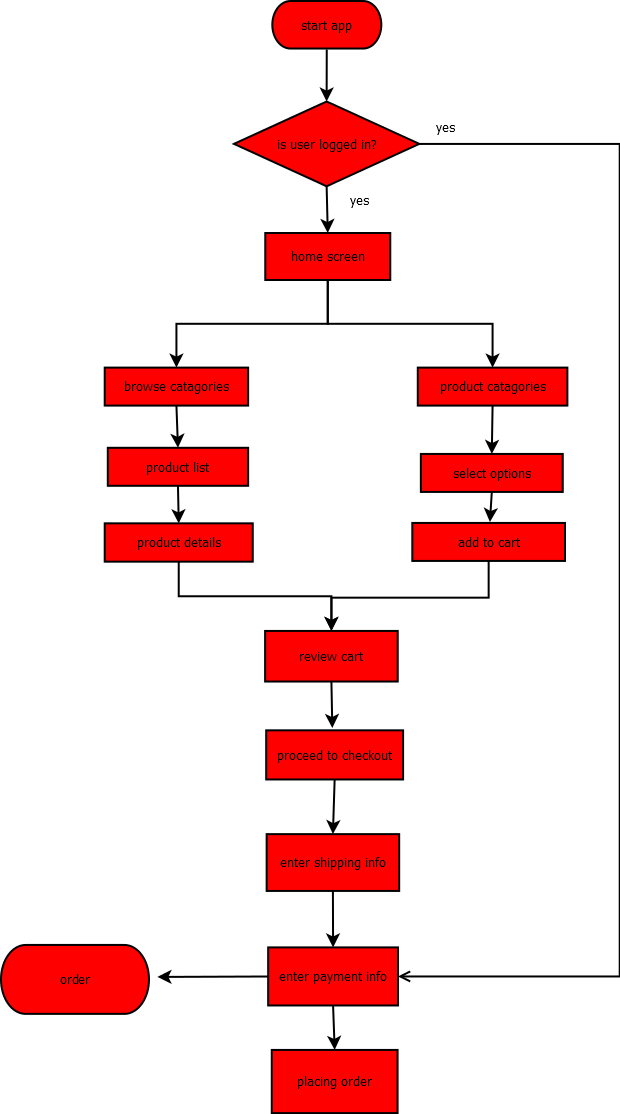 start app
is user logged in?
yes
yes
home screen
browse catagories
product catagories
product list
select options
product details
add to cart
review cart
proceed to checkout
enter shipping info
enter payment info
order
placing order